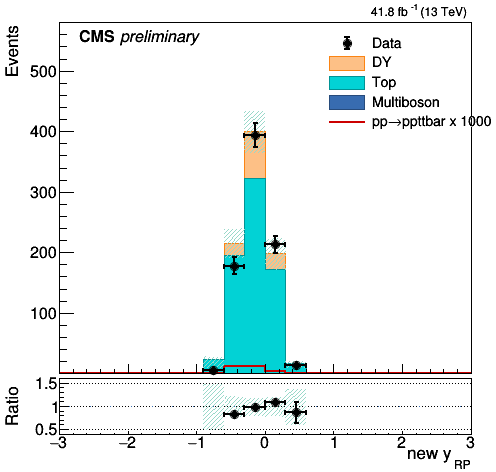 41.8 fb⁻¹ (13 TeV)
CMS preliminary
Events
Data
DY
Top
Multiboson
pp→ppttbar x 1000
500
400
300
200
100
Ratio
1.5
1
0.5
−3 −2 −1 0 1 2 3
new y_RP